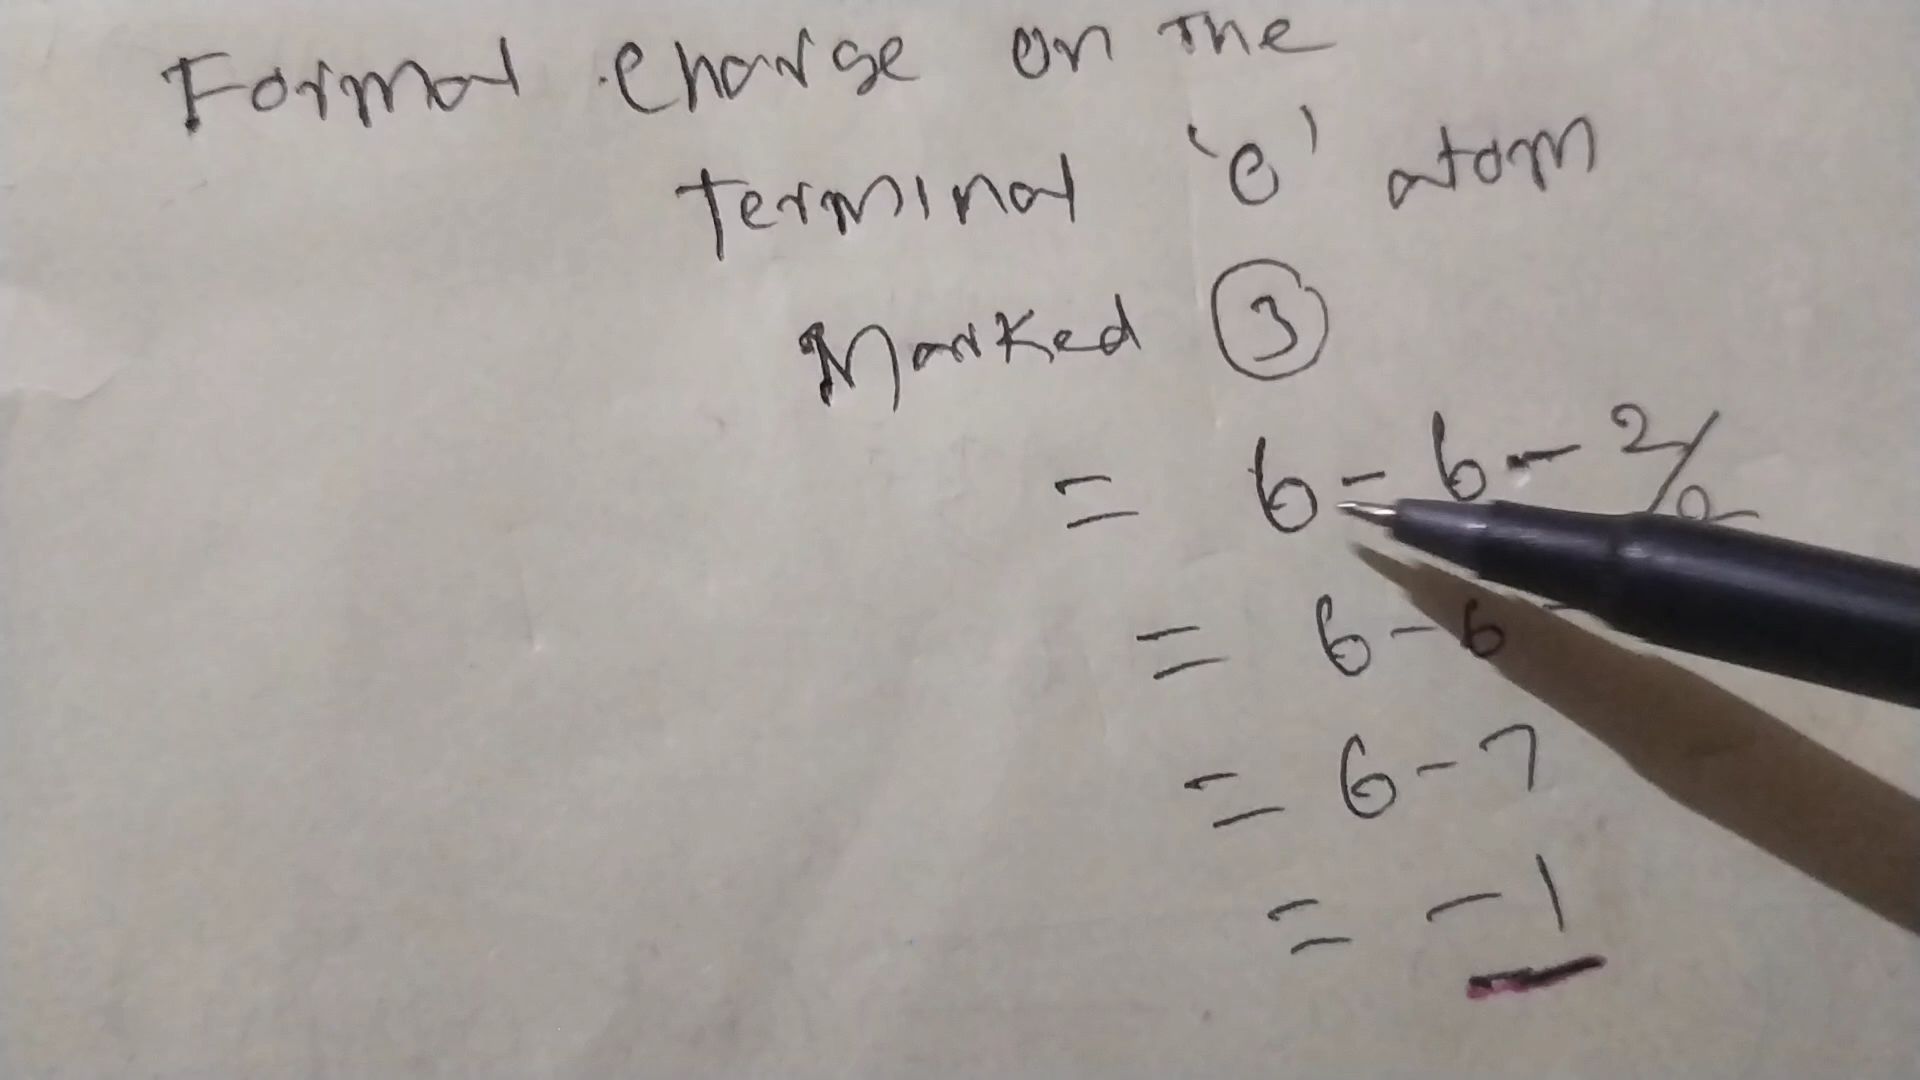 Formal charge on the
terminal 'O' atom
Marked ③
= 6 - 6 - 2/2
= 6 - 6 -
= 6 - 7
= -1